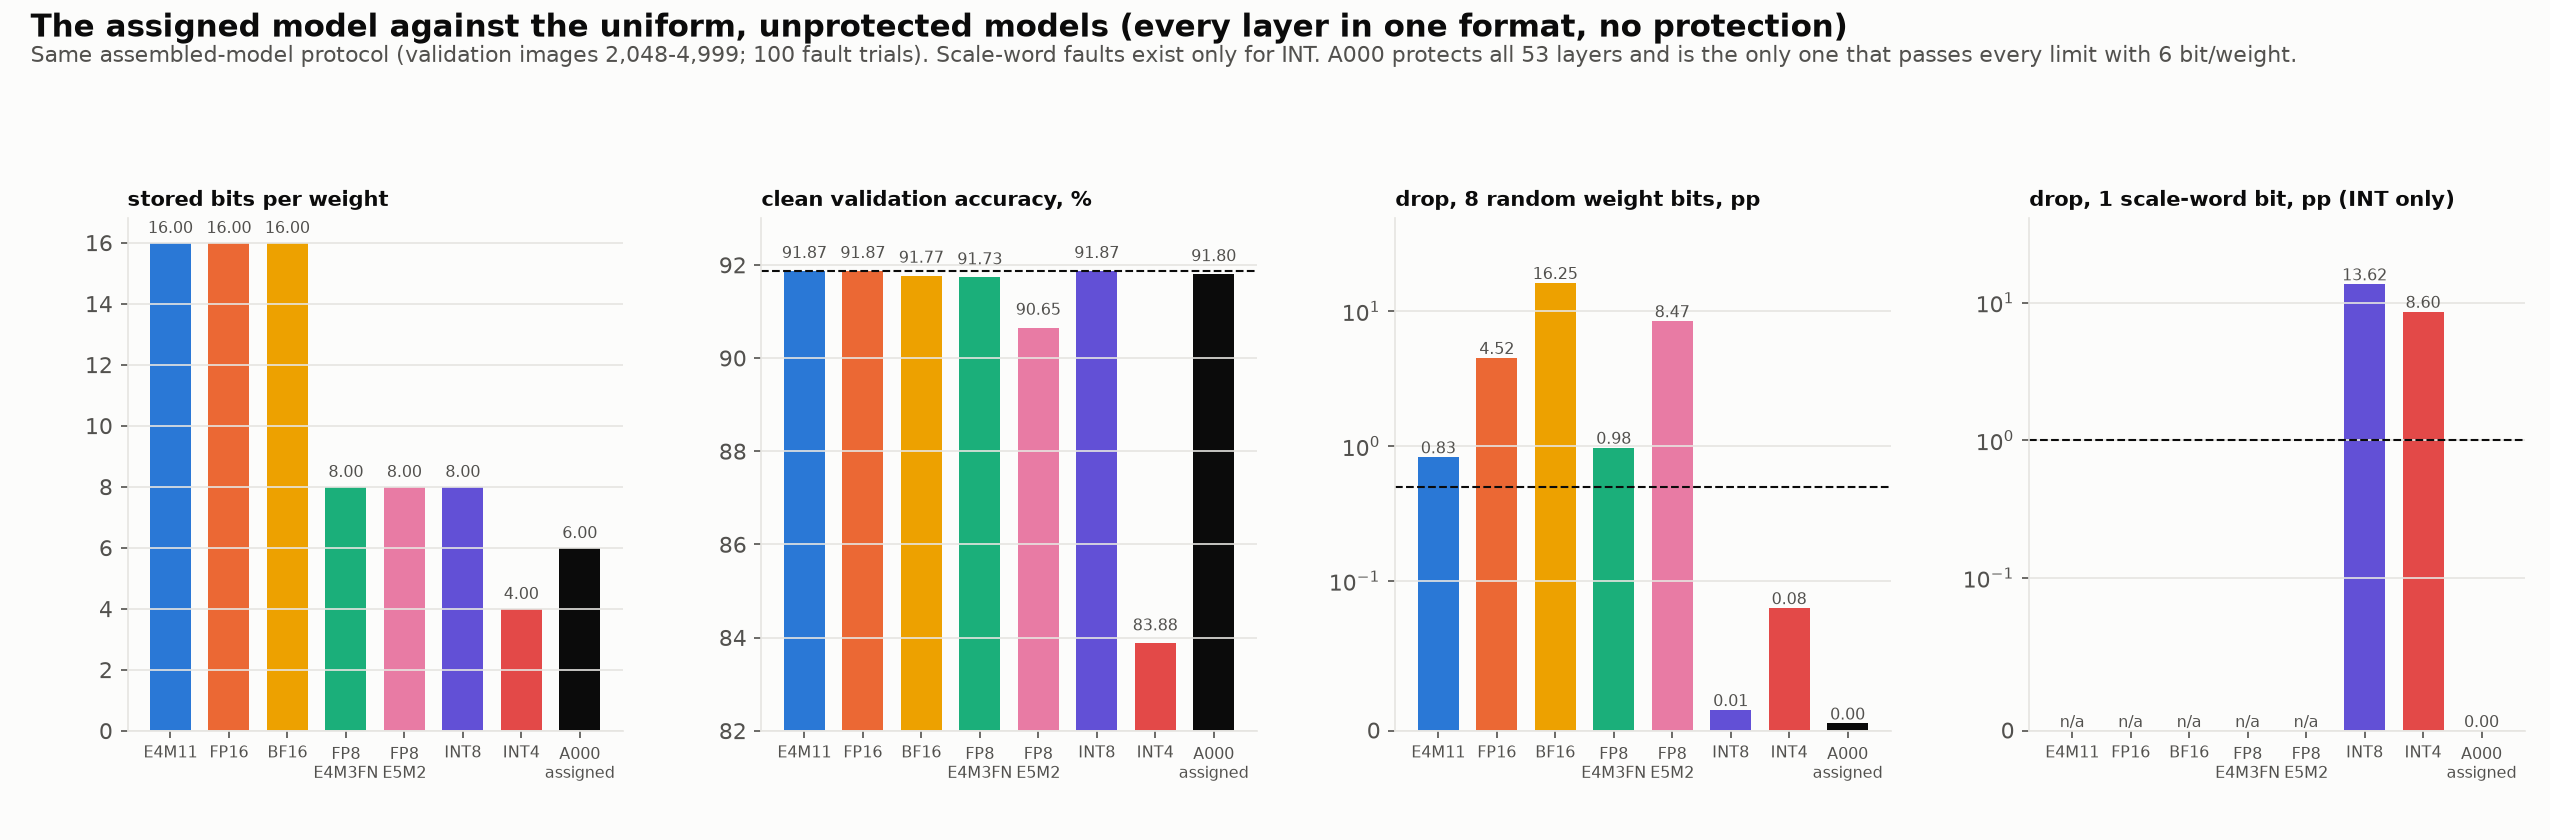 The assigned model against the uniform, unprotected models (every layer in one format, no protection)
Same assembled-model protocol (validation images 2,048-4,999; 100 fault trials). Scale-word faults exist only for INT. A000 protects all 53 layers and is the only one that passes every limit with 6 bit/weight.
stored bits per weight
16.00 16.00 16.00 8.00 8.00 8.00 4.00 6.00
16
14
12
10
8
6
4
2
0
E4M11 FP16 BF16 FP8 FP8 INT8 INT4 A000
E4M3FN E5M2 assigned
clean validation accuracy, %
91.87 91.87 91.77 91.73 90.65 91.87 83.88 91.80
92
90
88
86
84
82
E4M11 FP16 BF16 FP8 FP8 INT8 INT4 A000
E4M3FN E5M2 assigned
drop, 8 random weight bits, pp
0.83 4.52 16.25 0.98 8.47 0.01 0.08 0.00
10¹
10⁰
10⁻¹
0
E4M11 FP16 BF16 FP8 FP8 INT8 INT4 A000
E4M3FN E5M2 assigned
drop, 1 scale-word bit, pp (INT only)
n/a n/a n/a n/a n/a 13.62 8.60 0.00
10¹
10⁰
10⁻¹
0
E4M11 FP16 BF16 FP8 FP8 INT8 INT4 A000
E4M3FN E5M2 assigned